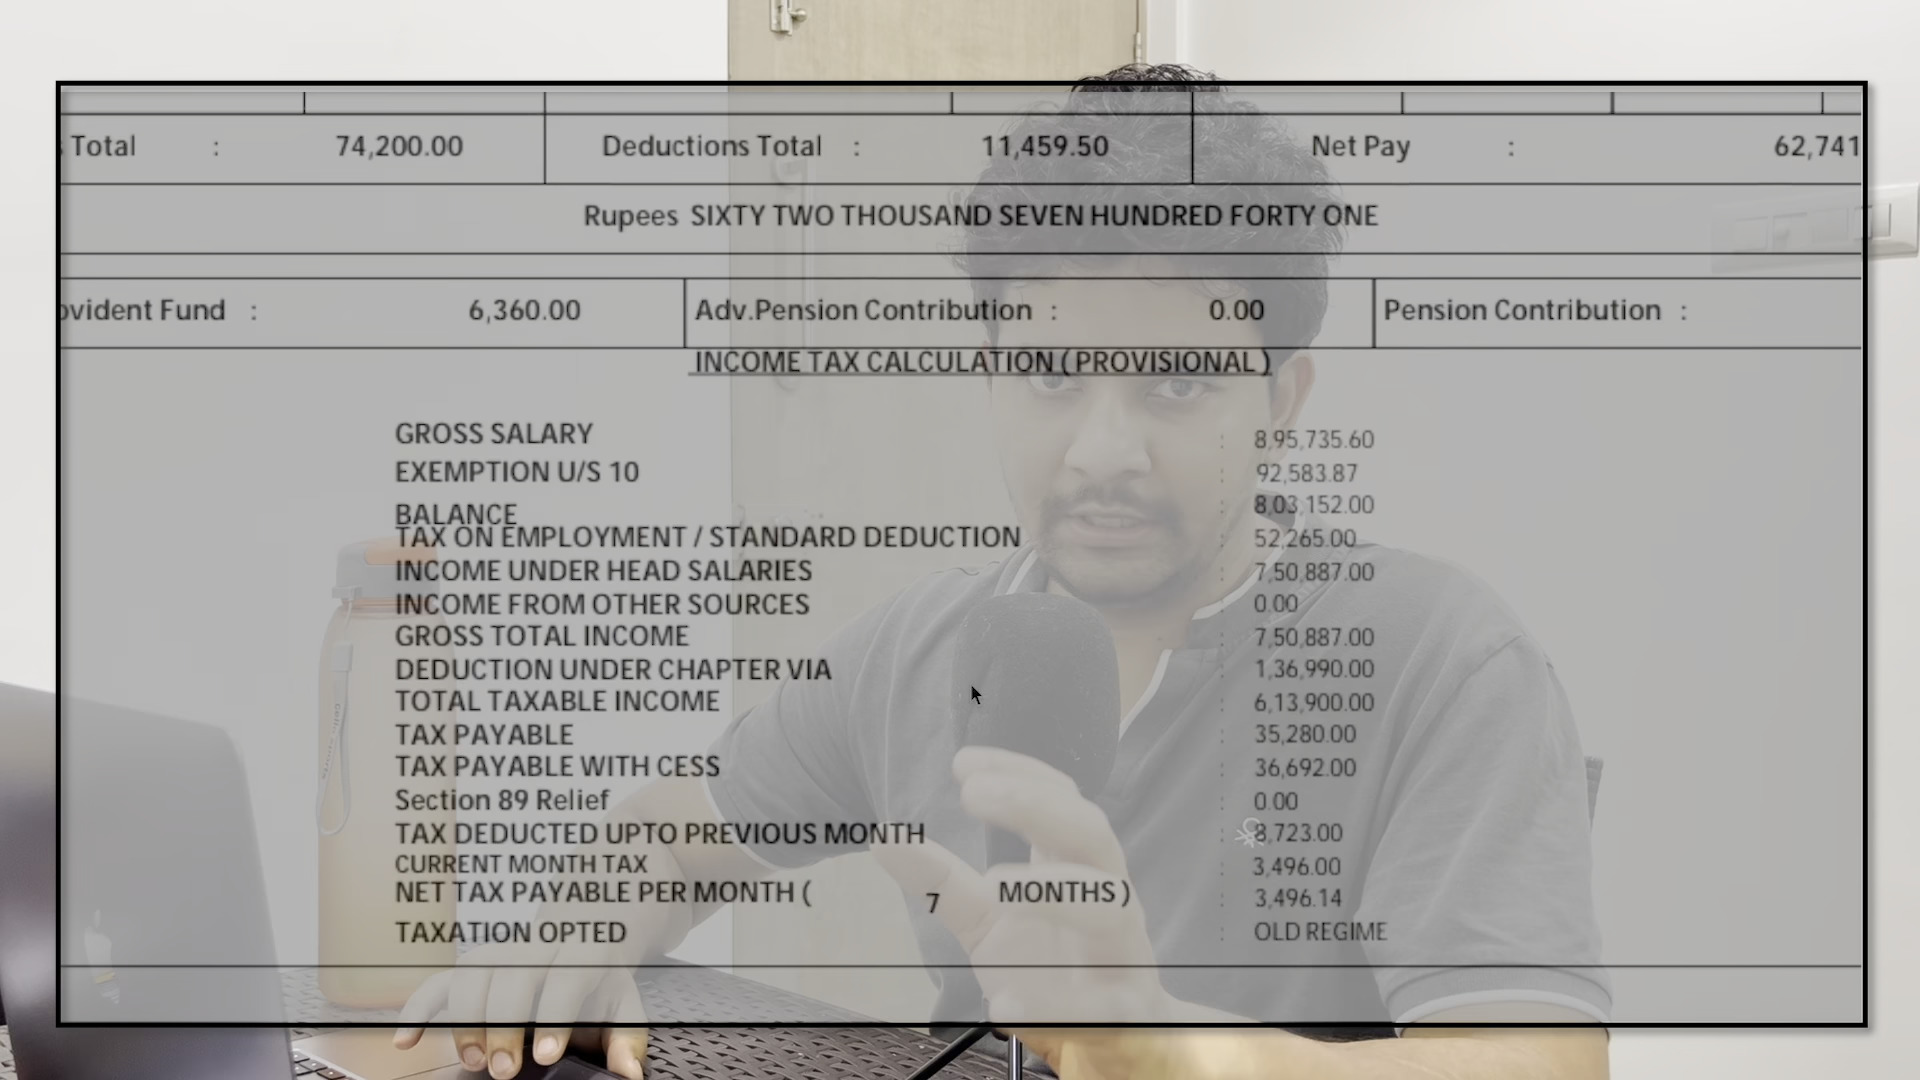 Total : 74,200.00 Deductions Total : 11,459.50 Net Pay : 62,741
Rupees SIXTY TWO THOUSAND SEVEN HUNDRED FORTY ONE
ovident Fund : 6,360.00 Adv.Pension Contribution : 0.00 Pension Contribution :
INCOME TAX CALCULATION ( PROVISIONAL )
GROSS SALARY : 8,95,735.60
EXEMPTION U/S 10 : 92,583.87
BALANCE : 8,03,152.00
TAX ON EMPLOYMENT / STANDARD DEDUCTION : 52,265.00
INCOME UNDER HEAD SALARIES : 7,50,887.00
INCOME FROM OTHER SOURCES : 0.00
GROSS TOTAL INCOME : 7,50,887.00
DEDUCTION UNDER CHAPTER VIA : 1,36,990.00
TOTAL TAXABLE INCOME : 6,13,900.00
TAX PAYABLE : 35,280.00
TAX PAYABLE WITH CESS : 36,692.00
Section 89 Relief : 0.00
TAX DEDUCTED UPTO PREVIOUS MONTH : 8,723.00
CURRENT MONTH TAX : 3,496.00
NET TAX PAYABLE PER MONTH ( 7 MONTHS ) : 3,496.14
TAXATION OPTED : OLD REGIME